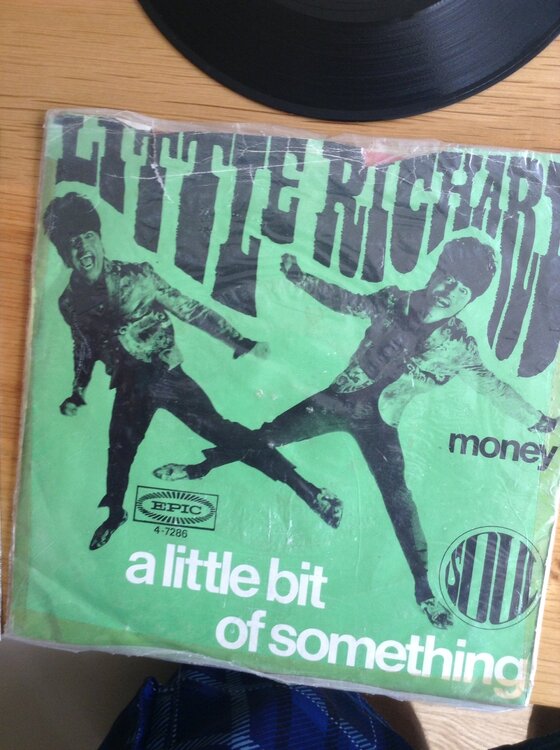 LITTLE RICHARD
money
EPIC
4-7286
a little bit
of something
SOUL